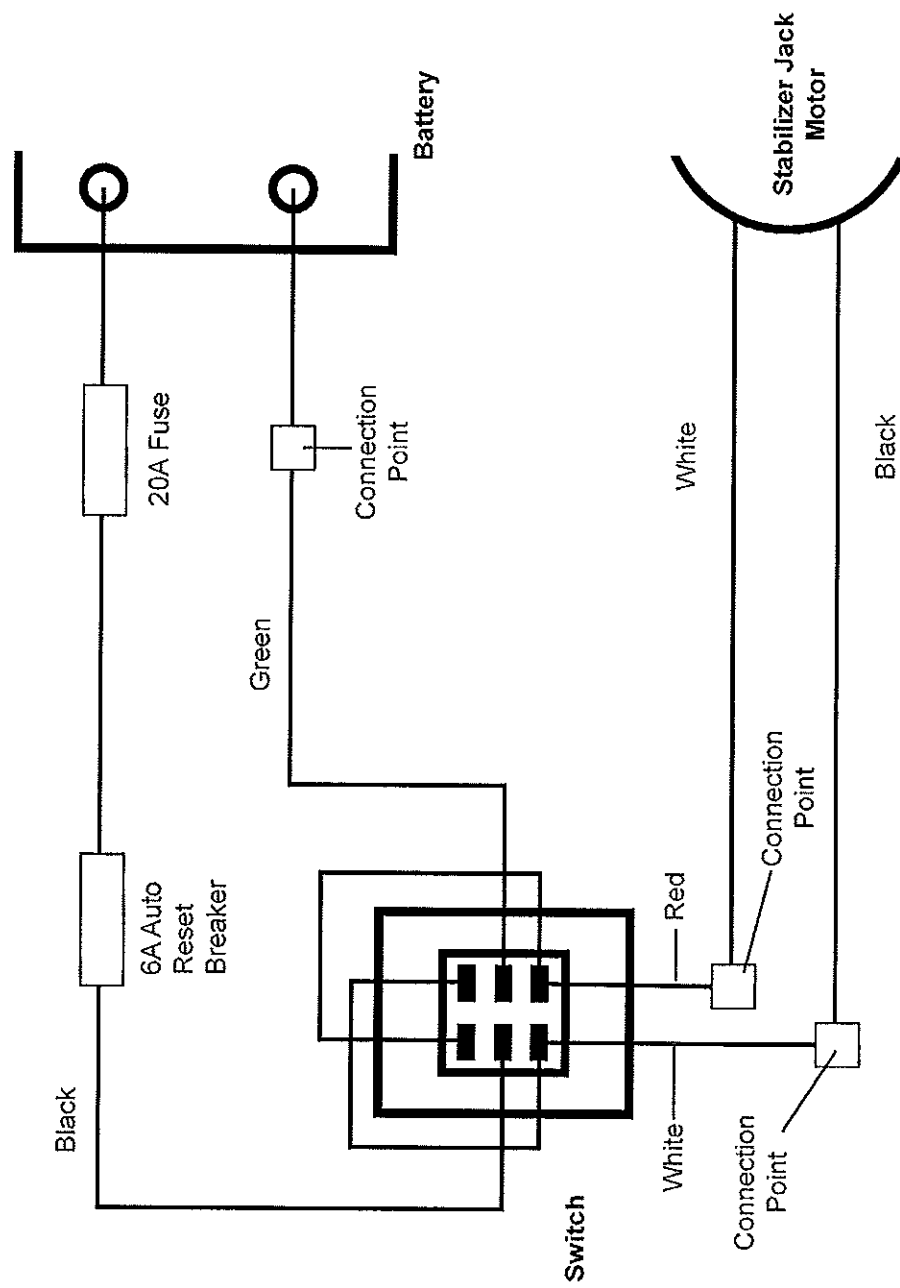 Black
6A Auto
Reset
Breaker
20A Fuse
Green
Connection
Point
Battery
Switch
White
Red
White
Connection
Point
Connection
Point
Stabilizer Jack
Motor
Black